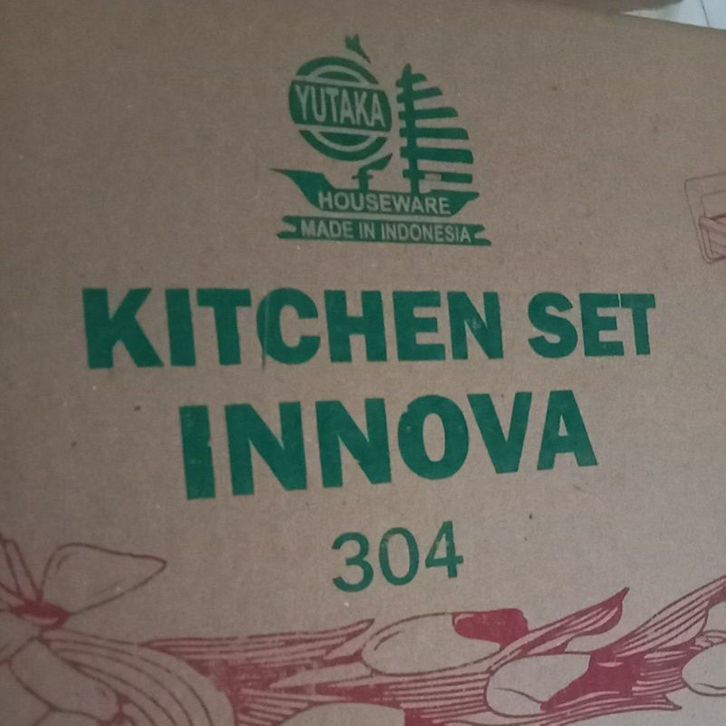 YUTAKA
HOUSEWARE
MADE IN INDONESIA
KITCHEN SET
INNOVA
304